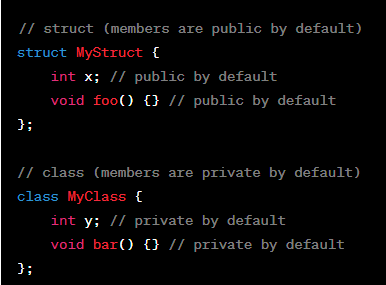 // struct (members are public by default)
struct MyStruct {
    int x; // public by default
    void foo() {} // public by default
};

// class (members are private by default)
class MyClass {
    int y; // private by default
    void bar() {} // private by default
};